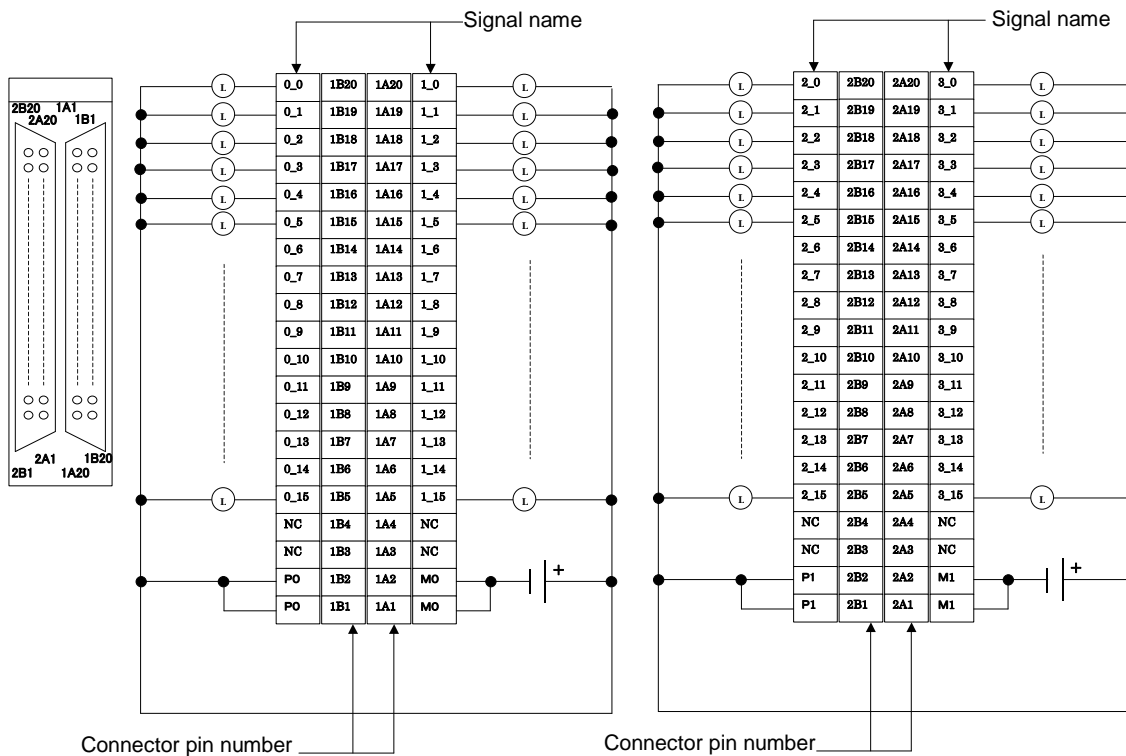 Signal name
Signal name
2B20 1A1
2A20 1B1
2A1 1B20
2B1 1A20
L 0_0 1B20 1A20 1_0 L
L 0_1 1B19 1A19 1_1 L
L 0_2 1B18 1A18 1_2 L
L 0_3 1B17 1A17 1_3 L
L 0_4 1B16 1A16 1_4 L
L 0_5 1B15 1A15 1_5 L
0_6 1B14 1A14 1_6
0_7 1B13 1A13 1_7
0_8 1B12 1A12 1_8
0_9 1B11 1A11 1_9
0_10 1B10 1A10 1_10
0_11 1B9 1A9 1_11
0_12 1B8 1A8 1_12
0_13 1B7 1A7 1_13
0_14 1B6 1A6 1_14
L 0_15 1B5 1A5 1_15 L
NC 1B4 1A4 NC
NC 1B3 1A3 NC
P0 1B2 1A2 M0 +
P0 1B1 1A1 M0
L 2_0 2B20 2A20 3_0 L
L 2_1 2B19 2A19 3_1 L
L 2_2 2B18 2A18 3_2 L
L 2_3 2B17 2A17 3_3 L
L 2_4 2B16 2A16 3_4 L
L 2_5 2B15 2A15 3_5 L
2_6 2B14 2A14 3_6
2_7 2B13 2A13 3_7
2_8 2B12 2A12 3_8
2_9 2B11 2A11 3_9
2_10 2B10 2A10 3_10
2_11 2B9 2A9 3_11
2_12 2B8 2A8 3_12
2_13 2B7 2A7 3_13
2_14 2B6 2A6 3_14
L 2_15 2B5 2A5 3_15 L
NC 2B4 2A4 NC
NC 2B3 2A3 NC
P1 2B2 2A2 M1 +
P1 2B1 2A1 M1
Connector pin number
Connector pin number